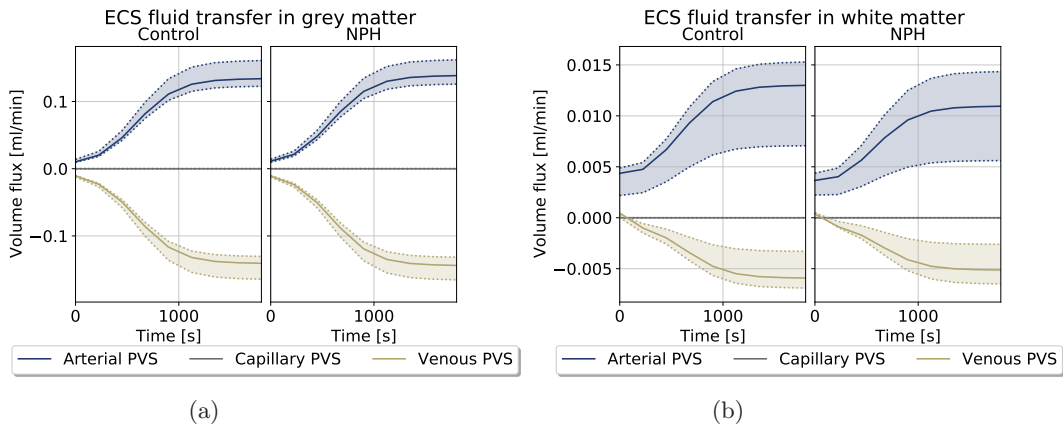 ECS fluid transfer in grey matter
Control
NPH
Volume flux [ml/min]
0.1
0.0
−0.1
0
1000
0
1000
Time [s]
Time [s]
Arterial PVS
Capillary PVS
Venous PVS
(a)
ECS fluid transfer in white matter
Control
NPH
Volume flux [ml/min]
0.015
0.010
0.005
0.000
−0.005
0
1000
0
1000
Time [s]
Time [s]
Arterial PVS
Capillary PVS
Venous PVS
(b)